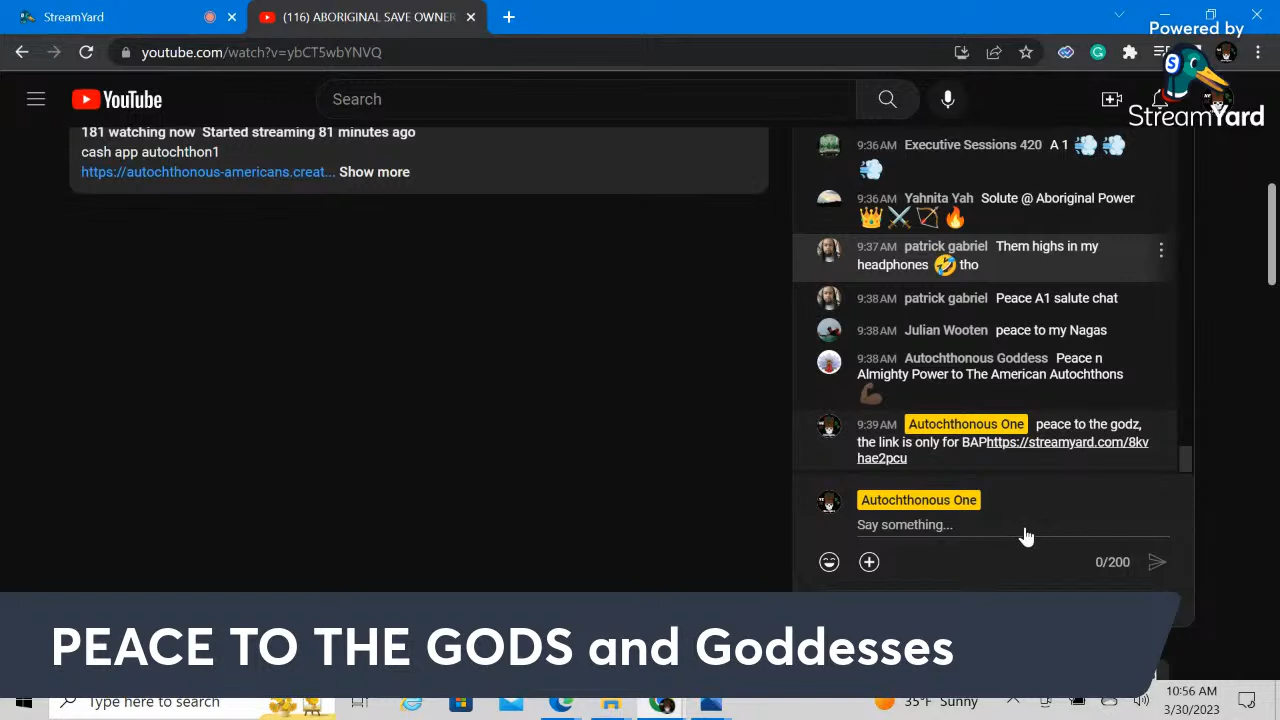 StreamYard
(116) ABORIGINAL SAVE OWNER
Powered by
youtube.com/watch?v=ybCT5wbYNVQ
YouTube
Search
StreamYard
181 watching now Started streaming 81 minutes ago
cash app autochthon1
https://autochthonous-americans.creat... Show more
9:36 AM Executive Sessions 420 A 1 💨 💨
💨
9:36 AM Yahnita Yah Solute @ Aboriginal Power
👑 ⚔️ 🏹 🔥
9:37 AM patrick gabriel Them highs in my
headphones 🤣 tho
9:38 AM patrick gabriel Peace A1 salute chat
9:38 AM Julian Wooten peace to my Nagas
9:38 AM Autochthonous Goddess Peace n
Almighty Power to The American Autochthons
💪🏿
9:39 AM Autochthonous One peace to the godz,
the link is only for BAPhttps://streamyard.com/8kv
hae2pcu
Autochthonous One
Say something...
0/200
PEACE TO THE GODS and Goddesses
Type here to search
35°F Sunny
10:56 AM
3/30/2023